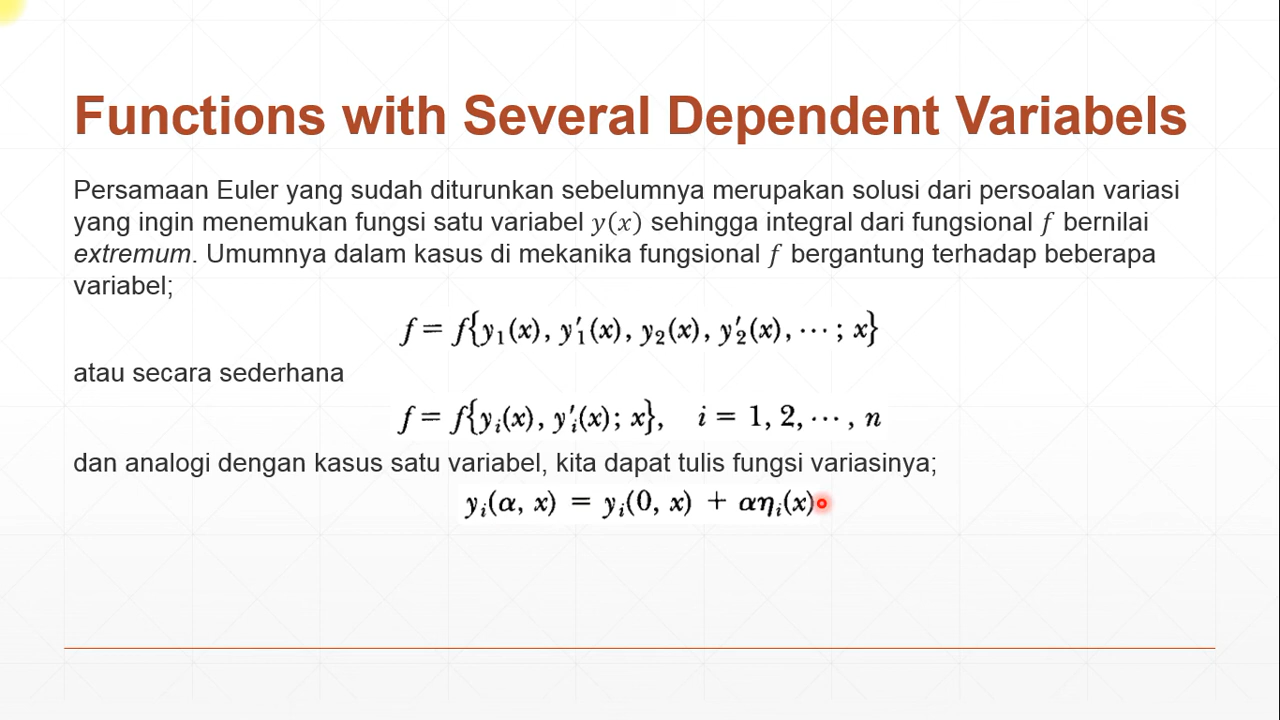 Functions with Several Dependent Variabels
Persamaan Euler yang sudah diturunkan sebelumnya merupakan solusi dari persoalan variasi
yang ingin menemukan fungsi satu variabel y(x) sehingga integral dari fungsional f bernilai
extremum. Umumnya dalam kasus di mekanika fungsional f bergantung terhadap beberapa
variabel;
f = f{y₁(x), y′₁(x), y₂(x), y′₂(x), ⋯ ; x}
atau secara sederhana
f = f{yᵢ(x), y′ᵢ(x); x}, i = 1, 2, ⋯ , n
dan analogi dengan kasus satu variabel, kita dapat tulis fungsi variasinya;
yᵢ(α, x) = yᵢ(0, x) + αηᵢ(x)